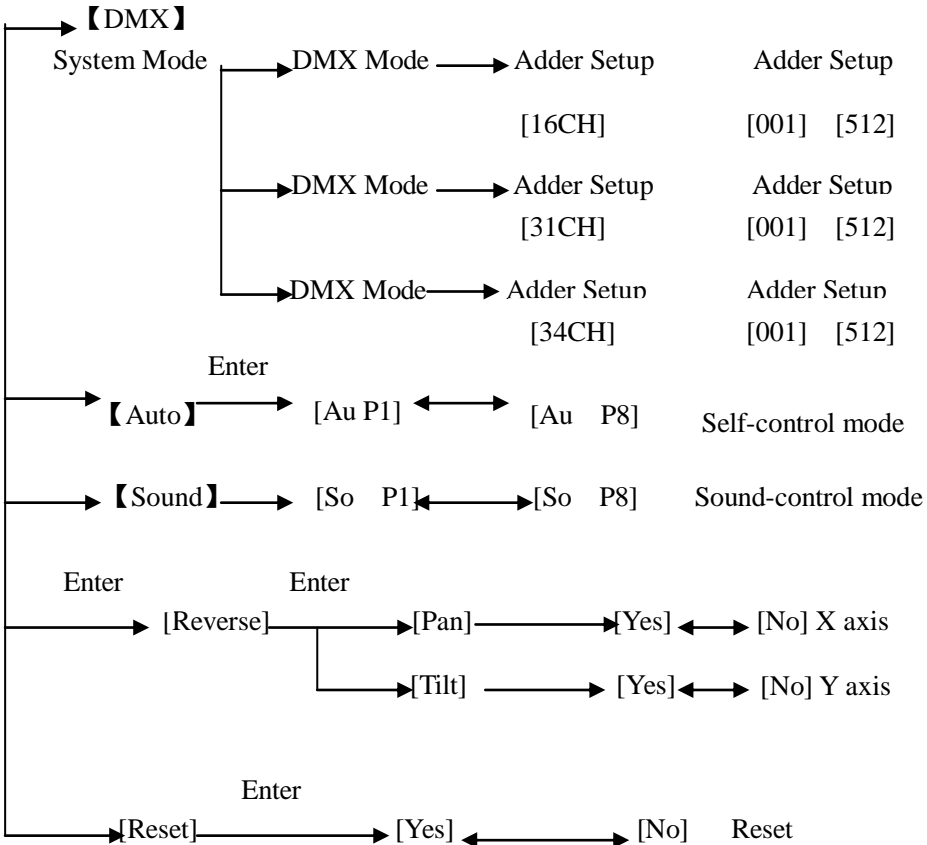 【DMX】
System Mode DMX Mode Adder Setup Adder Setup
[16CH] [001] [512]
DMX Mode Adder Setup Adder Setup
[31CH] [001] [512]
DMX Mode Adder Setup Adder Setup
[34CH] [001] [512]
Enter
【Auto】 [Au P1] [Au P8] Self-control mode
【Sound】 [So P1] [So P8] Sound-control mode
Enter Enter
[Reverse] [Pan] [Yes] [No] X axis
[Tilt] [Yes] [No] Y axis
Enter
[Reset] [Yes] [No] Reset